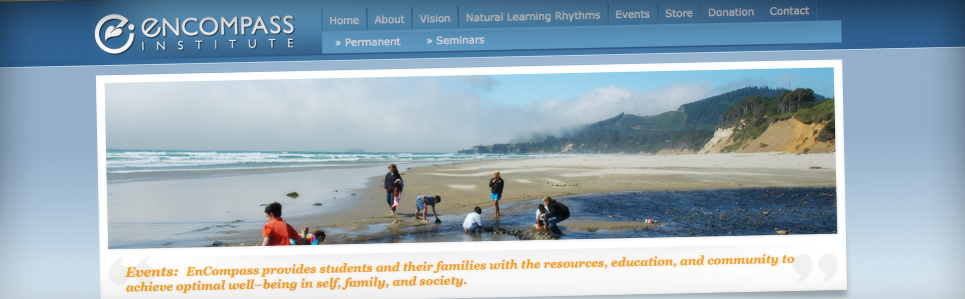 ENCOMPASS
INSTITUTE
Home About Vision Natural Learning Rhythms Events Store Donation Contact
» Permanent » Seminars
Events: EnCompass provides students and their families with the resources, education, and community to
achieve optimal well-being in self, family, and society.